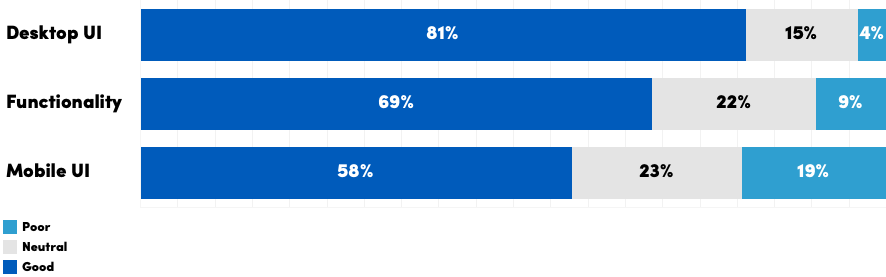 Desktop UI 81% 15% 4%
Functionality 69% 22% 9%
Mobile UI 58% 23% 19%
Poor
Neutral
Good